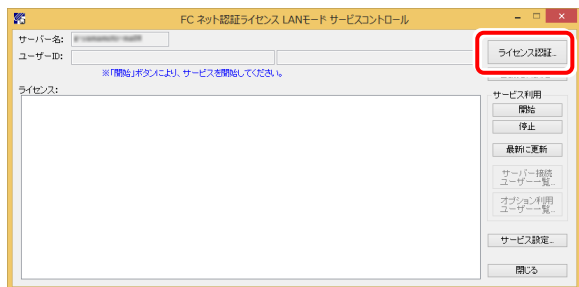 FC ネット認証ライセンス LANモード サービスコントロール
サーバー名:
ユーザーID:
ライセンス認証...
※「開始」ボタンにより、サービスを開始してください。
ライセンス:
サービス利用
開始
停止
最新に更新
サーバー接続
ユーザー一覧...
オプション利用
ユーザー一覧...
サービス設定...
閉じる